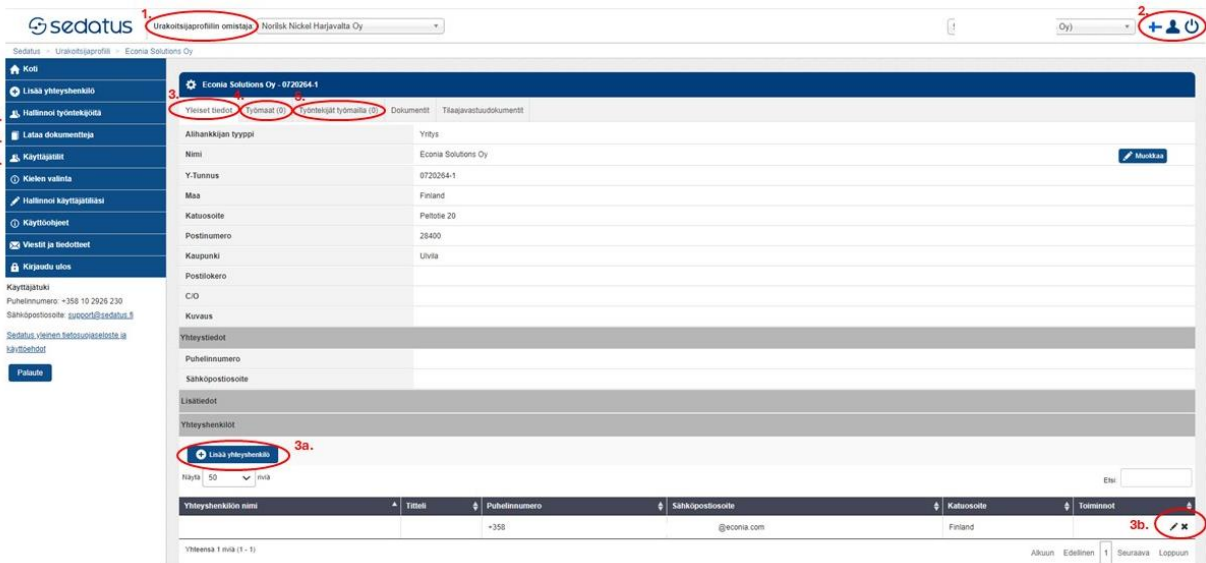 1.
2.
sedatus
Urakoitsijaprofiilin omistaja: Norilsk Nickel Harjavalta Oy
Oy)
Sedatus > Urakoitsijaprofiili > Econia Solutions Oy
Koti
Lisää yhteyshenkilö
Hallinnoi työntekijöitä
Lataa dokumentteja
Käyttäjätilit
Kielen valinta
Hallinnoi käyttäjätiliäsi
Käyttöohjeet
Viestit ja tiedotteet
Kirjaudu ulos
Käyttäjätuki
Puhelinnumero: +358 10 2926 230
Sähköpostiosoite: support@sedatus.fi
Sedatus yleinen tietosuojaseloste ja
käyttöehdot
Palaute
Econia Solutions Oy - 0720264-1
3. 4. 5.
Yleiset tiedot Työmaat (0) Työntekijät työmailla (0) Dokumentit Tilaajavastuudokumentit
Alihankkijan tyyppi Yritys
Nimi Econia Solutions Oy Muokkaa
Y-Tunnus 0720264-1
Maa Finland
Katuosoite Peltotie 20
Postinumero 28400
Kaupunki Ulvila
Postilokero
C/O
Kuvaus
Yhteystiedot
Puhelinnumero
Sähköpostiosoite
Lisätiedot
Yhteyshenkilöt
Lisää yhteyshenkilö 3a.
Näytä 50 riviä Etsi:
Yhteyshenkilön nimi Titteli Puhelinnumero Sähköpostiosoite Katuosoite Toiminnot
+358 @econia.com Finland 3b.
Yhteensä 1 riviä (1 - 1)
Alkuun Edellinen 1 Seuraava Loppuun